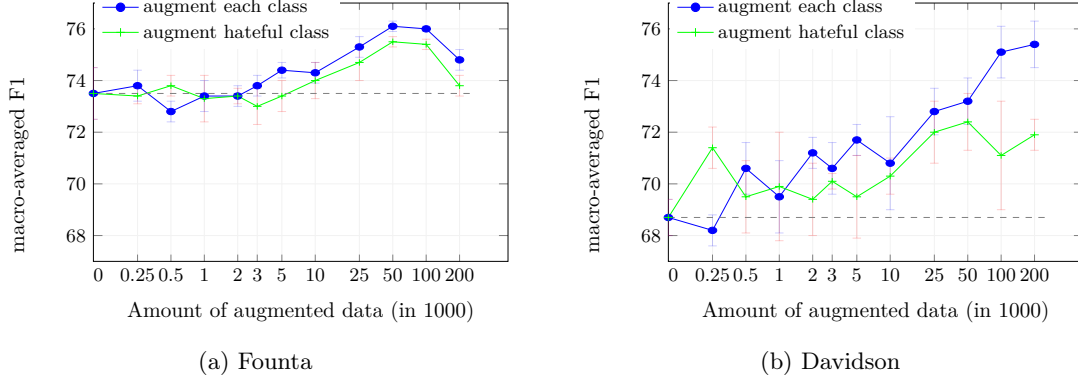 augment each class
augment hateful class
76
74
72
70
68
macro-averaged F1
0 0.25 0.5 1 2 3 5 10 25 50 100 200
Amount of augmented data (in 1000)
(a) Founta
augment each class
augment hateful class
76
74
72
70
68
macro-averaged F1
0 0.25 0.5 1 2 3 5 10 25 50 100 200
Amount of augmented data (in 1000)
(b) Davidson